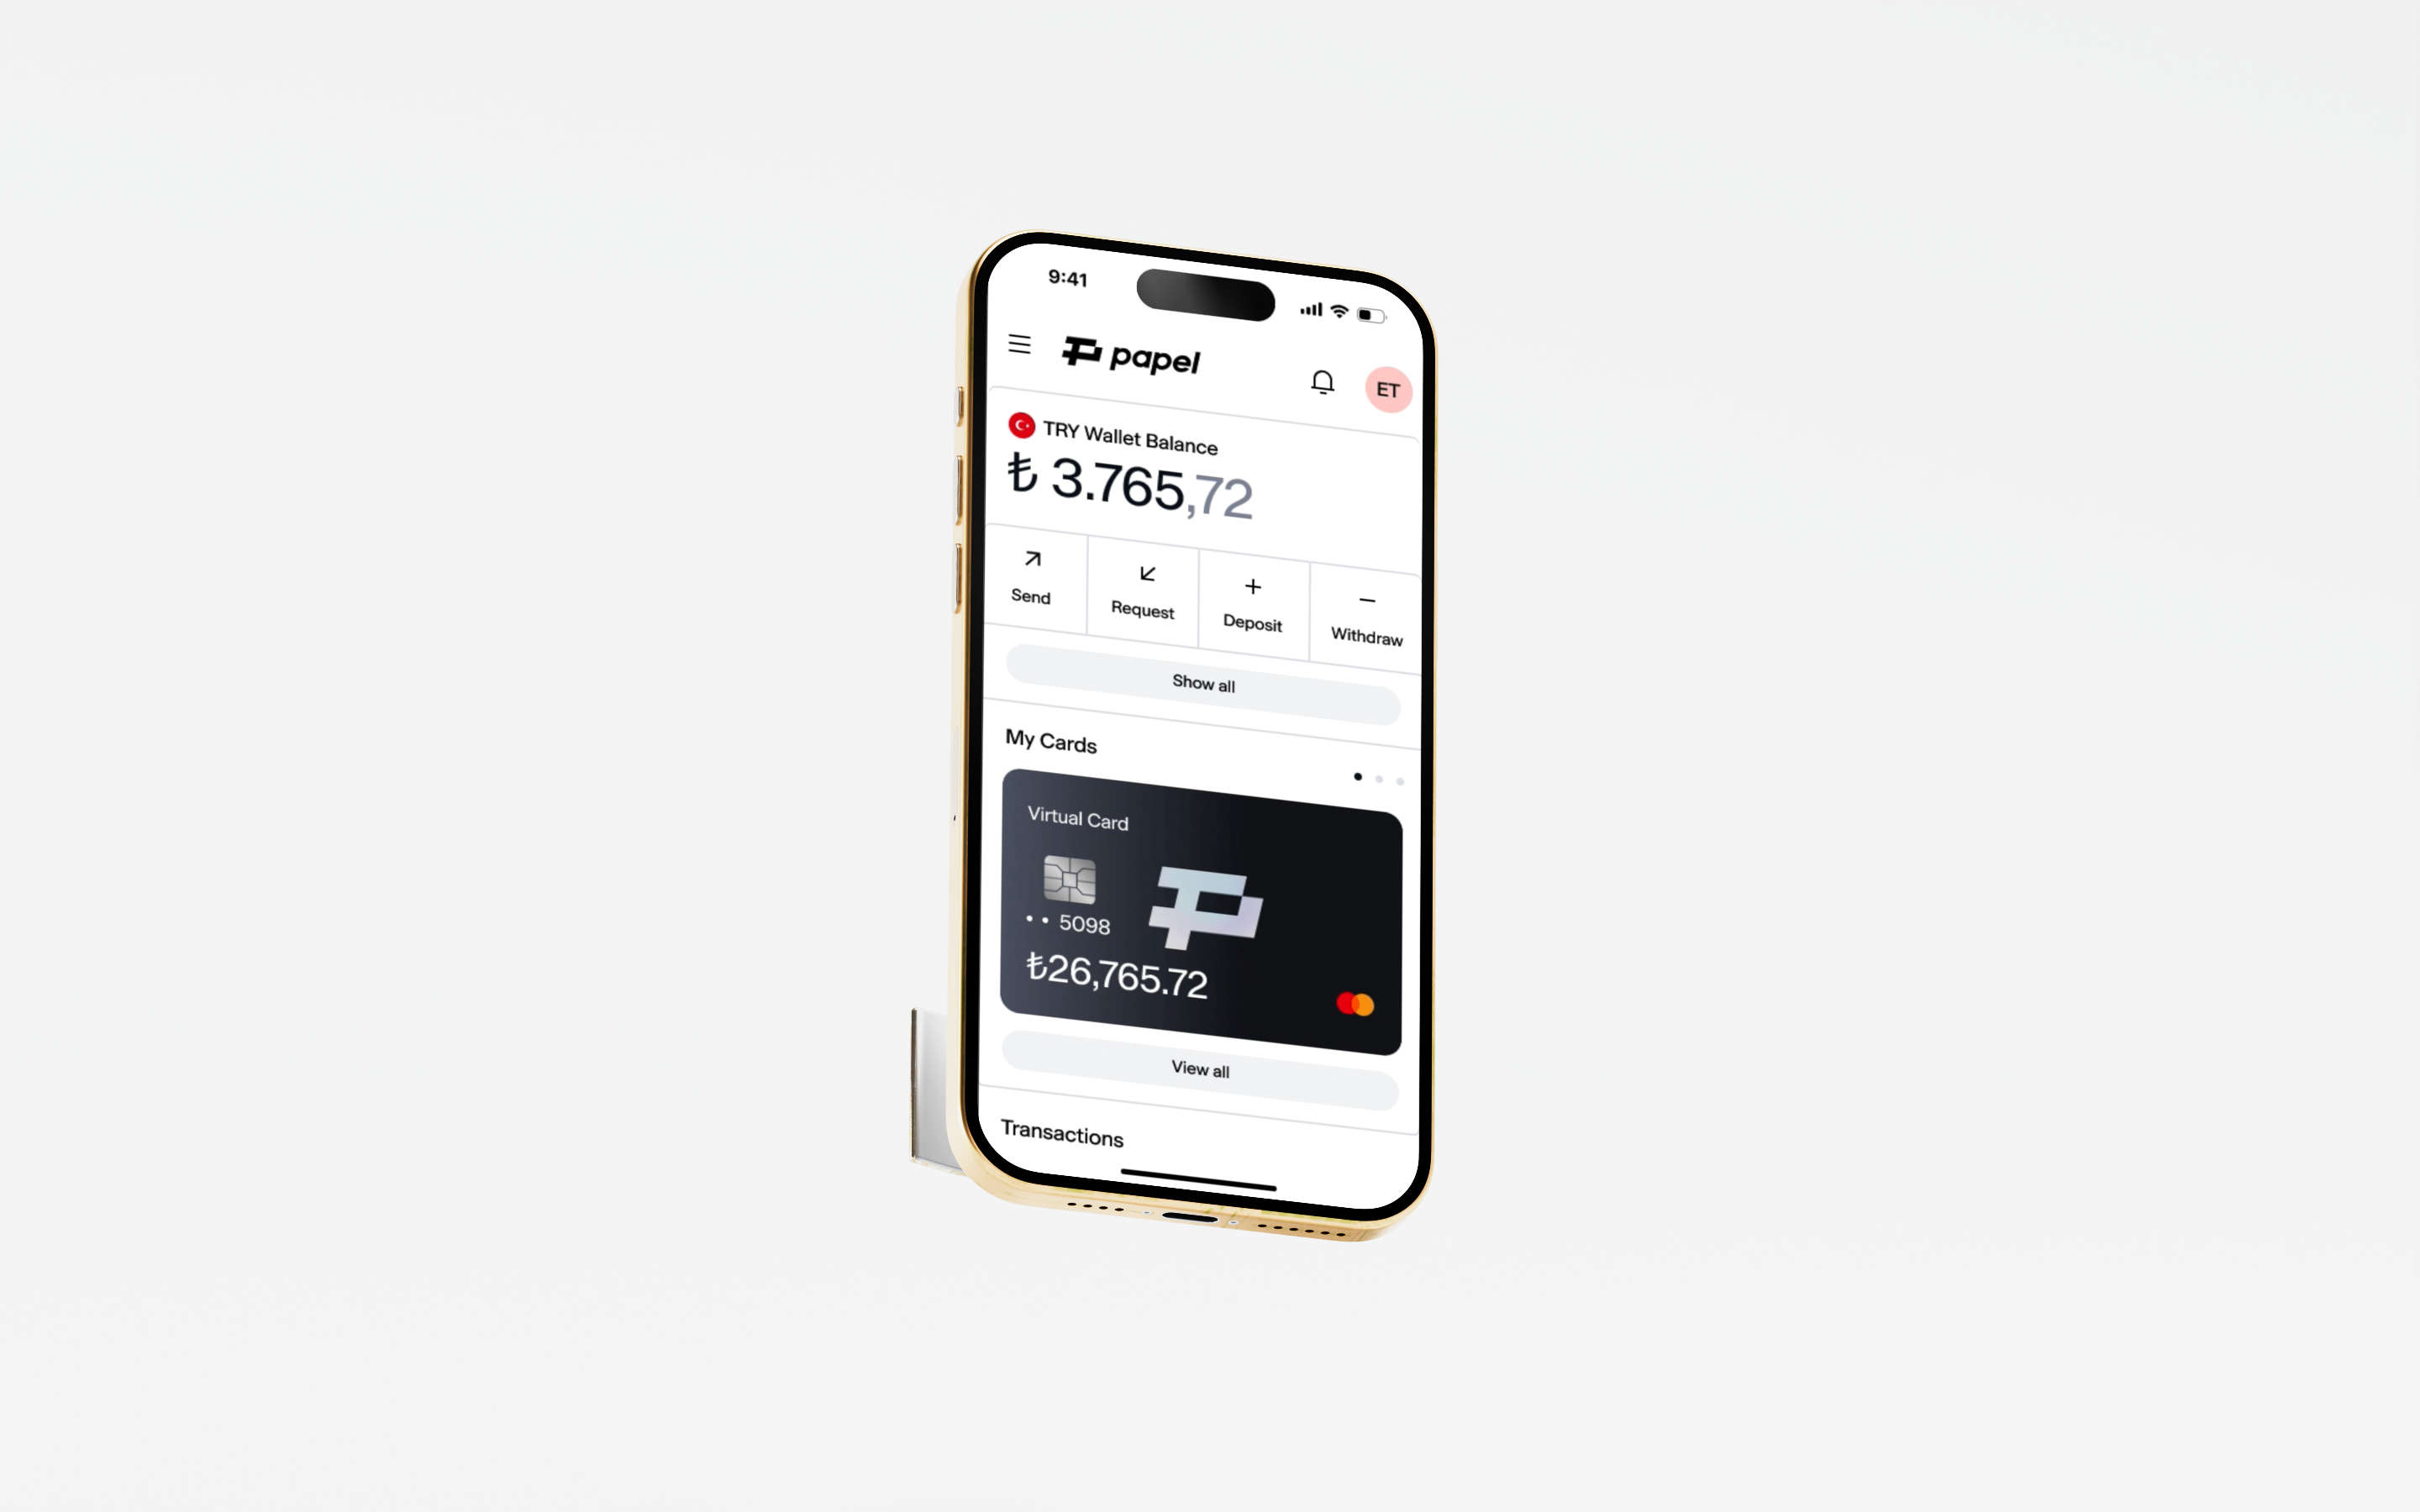 9:41
papel
ET
TRY Wallet Balance
₺ 3.765,72
Send
Request
Deposit
Withdraw
Show all
My Cards
Virtual Card
•• 5098
₺26,765.72
View all
Transactions